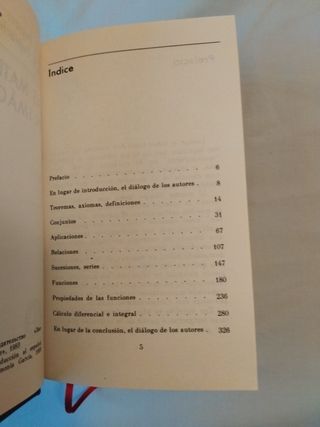 Indice
Prefacio . . . . . . . . . . . . . 6
En lugar de introducción, el diálogo de los autores . 8
Teoremas, axiomas, definiciones . . . . . . . 14
Conjuntos . . . . . . . . . . . . 31
Aplicaciones . . . . . . . . . . . . 67
Relaciones . . . . . . . . . . . . 107
Sucesiones, series . . . . . . . . . . 147
Funciones . . . . . . . . . . . . 180
Propiedades de las funciones . . . . . . . 236
Cálculo diferencial e integral . . . . . . . 280
En lugar de la conclusión, el diálogo de los autores . 326
5